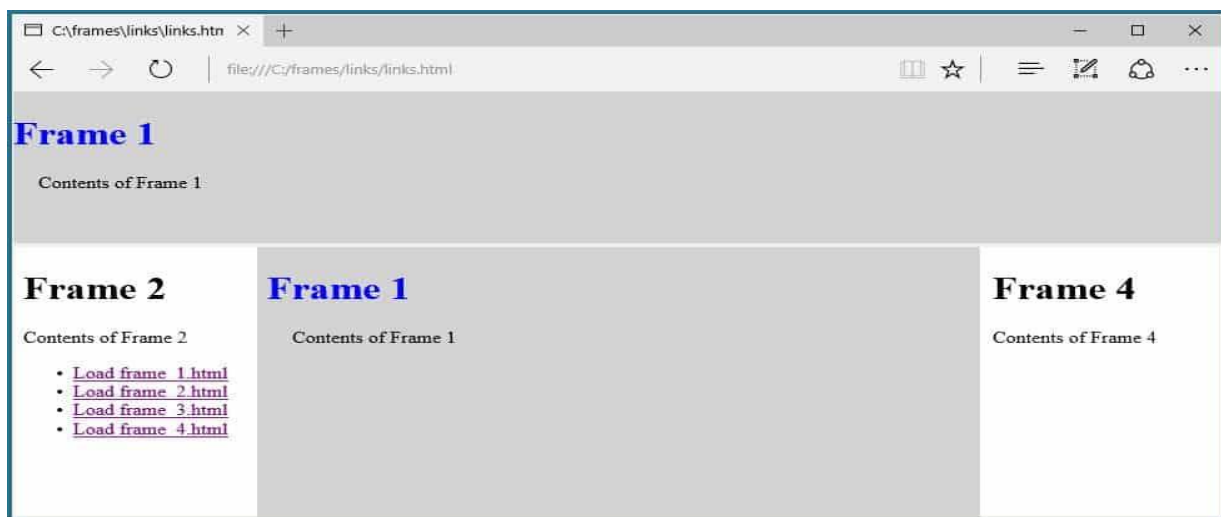 C:\frames\links\links.htn
file:///C:/frames/links/links.html
Frame 1
Contents of Frame 1
Frame 2
Contents of Frame 2
• Load frame_1.html
• Load frame_2.html
• Load frame_3.html
• Load frame_4.html
Frame 1
Contents of Frame 1
Frame 4
Contents of Frame 4